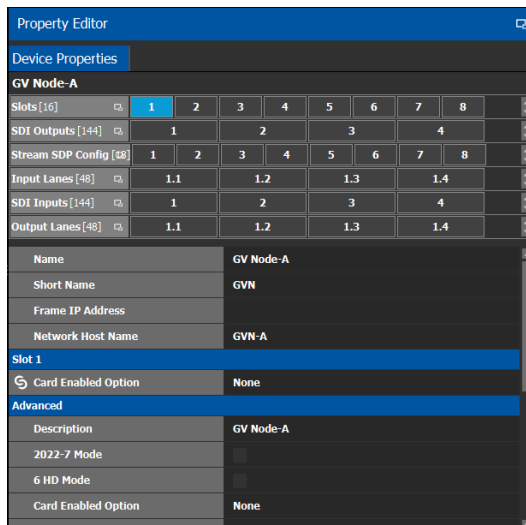 Property Editor
Device Properties
GV Node-A
Slots [16] 1 2 3 4 5 6 7 8
SDI Outputs [144] 1 2 3 4
Stream SDP Config 1 2 3 4 5 6 7 8
Input Lanes [48] 1.1 1.2 1.3 1.4
SDI Inputs [144] 1 2 3 4
Output Lanes [48] 1.1 1.2 1.3 1.4
Name GV Node-A
Short Name GVN
Frame IP Address
Network Host Name GVN-A
Slot 1
Card Enabled Option None
Advanced
Description GV Node-A
2022-7 Mode
6 HD Mode
Card Enabled Option None